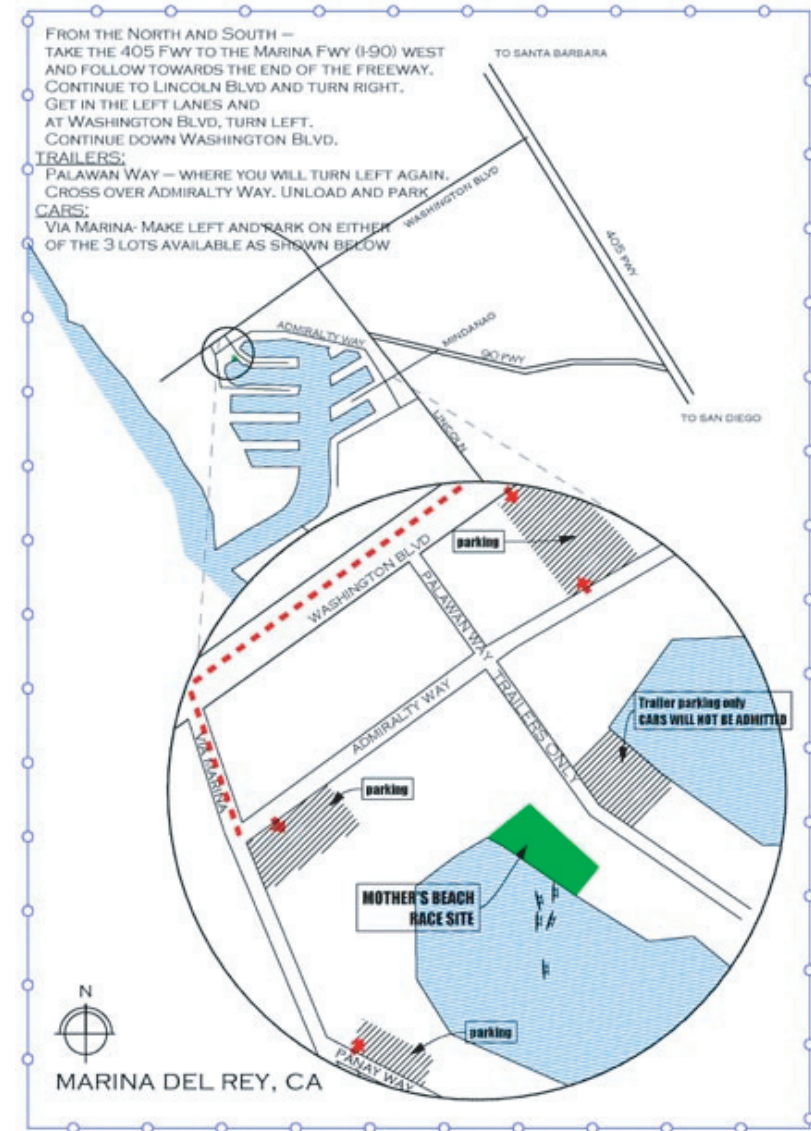 FROM THE NORTH AND SOUTH –
TAKE THE 405 FWY TO THE MARINA FWY (I-90) WEST
AND FOLLOW TOWARDS THE END OF THE FREEWAY.
CONTINUE TO LINCOLN BLVD AND TURN RIGHT.
GET IN THE LEFT LANES AND
AT WASHINGTON BLVD, TURN LEFT.
CONTINUE DOWN WASHINGTON BLVD.
TRAILERS:
PALAWAN WAY – WHERE YOU WILL TURN LEFT AGAIN.
CROSS OVER ADMIRALTY WAY. UNLOAD AND PARK
CARS:
VIA MARINA- MAKE LEFT AND PARK ON EITHER
OF THE 3 LOTS AVAILABLE AS SHOWN BELOW
TO SANTA BARBARA
WASHINGTON BLVD
405 FWY
ADMIRALTY WAY
MINDANAO
90 FWY
LINCOLN
TO SAN DIEGO
parking
WASHINGTON BLVD
PALAWAN WAY
TRAILERS ONLY
ADMIRALTY WAY
Trailer parking only
CARS WILL NOT BE ADMITTED
VIA MARINA
parking
MOTHER'S BEACH
RACE SITE
parking
PANAY WAY
N
MARINA DEL REY, CA